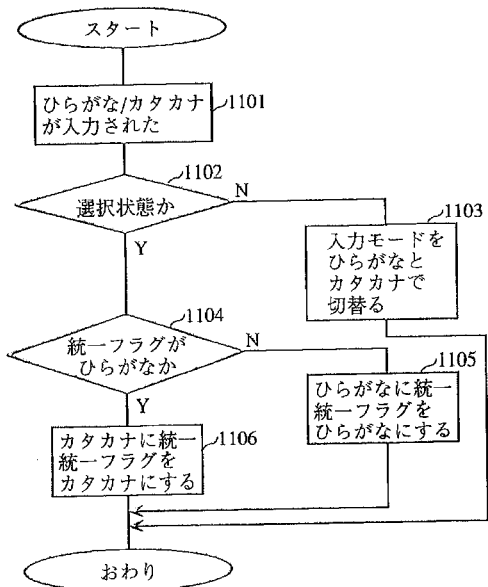 スタート
1101
ひらがな/カタカナ
が入力された
1102
選択状態か
N
Y
1103
入力モードを
ひらがなと
カタカナで
切替る
1104
統一フラグが
ひらがなか
N
Y
1105
ひらがなに統一
統一フラグを
ひらがなにする
1106
カタカナに統一
統一フラグを
カタカナにする
おわり